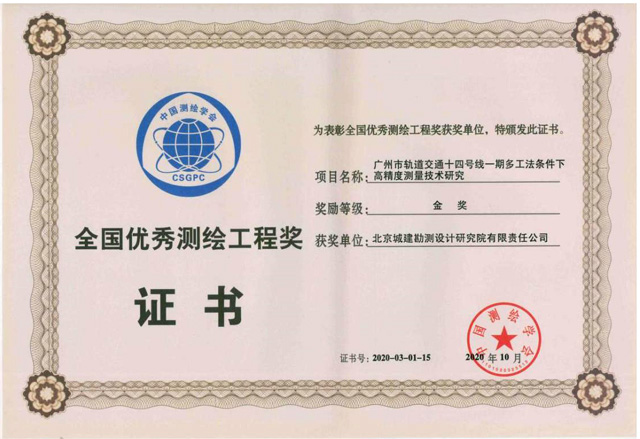 中国测绘学会
CSGPC
全国优秀测绘工程奖
证书
为表彰全国优秀测绘工程奖获奖单位，特颁发此证书。
项目名称：广州市轨道交通十四号线一期多工法条件下
高精度测量技术研究
奖励等级：金奖
获奖单位：北京城建勘测设计研究院有限责任公司
中国测绘学会
证书号：2020-03-01-15
2020年10月